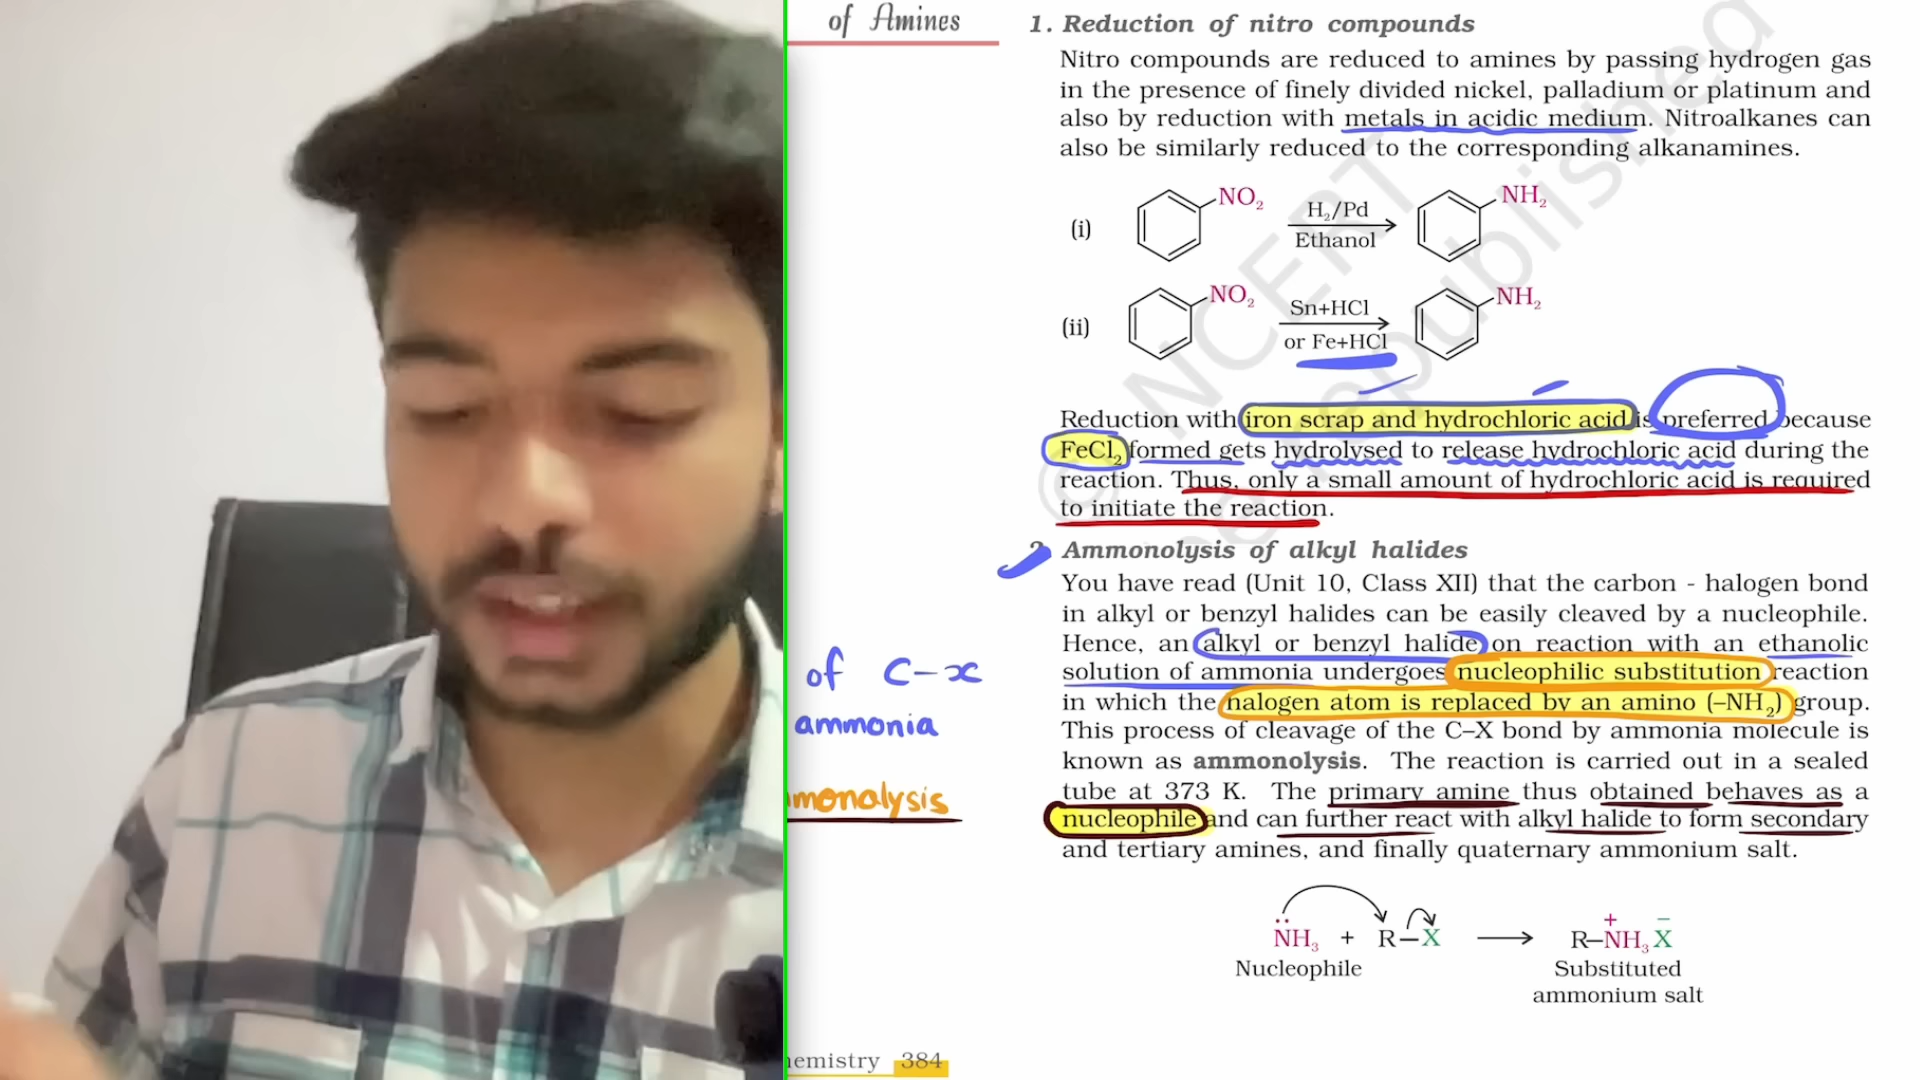 of Amines
1. Reduction of nitro compounds
Nitro compounds are reduced to amines by passing hydrogen gas
in the presence of finely divided nickel, palladium or platinum and
also by reduction with metals in acidic medium. Nitroalkanes can
also be similarly reduced to the corresponding alkanamines.
(i) NO₂ H₂/Pd NH₂
Ethanol
(ii) NO₂ Sn+HCl NH₂
or Fe+HCl
Reduction with iron scrap and hydrochloric acid is preferred because
FeCl₂ formed gets hydrolysed to release hydrochloric acid during the
reaction. Thus, only a small amount of hydrochloric acid is required
to initiate the reaction.
2. Ammonolysis of alkyl halides
You have read (Unit 10, Class XII) that the carbon - halogen bond
in alkyl or benzyl halides can be easily cleaved by a nucleophile.
Hence, an alkyl or benzyl halide on reaction with an ethanolic
solution of ammonia undergoes nucleophilic substitution reaction
in which the halogen atom is replaced by an amino (–NH₂) group.
This process of cleavage of the C–X bond by ammonia molecule is
known as ammonolysis. The reaction is carried out in a sealed
tube at 373 K. The primary amine thus obtained behaves as a
nucleophile and can further react with alkyl halide to form secondary
and tertiary amines, and finally quaternary ammonium salt.
of C-x
ammonia
monalysis
N̈H₃ + R–X → R–N⁺H₃ X⁻
Nucleophile Substituted
ammonium salt
hemistry 384
© NCERT
republished